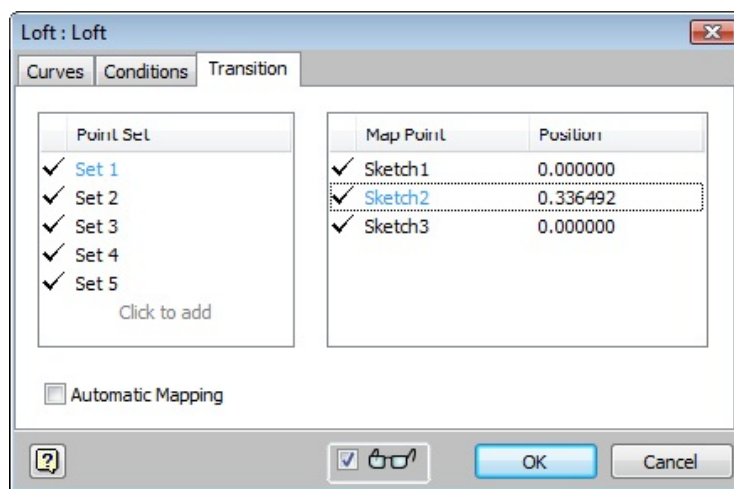 Loft : Loft
Curves Conditions Transition
Point Set
Set 1
Set 2
Set 3
Set 4
Set 5
Click to add
Map Point Position
Sketch1 0.000000
Sketch2 0.336492
Sketch3 0.000000
Automatic Mapping
OK Cancel